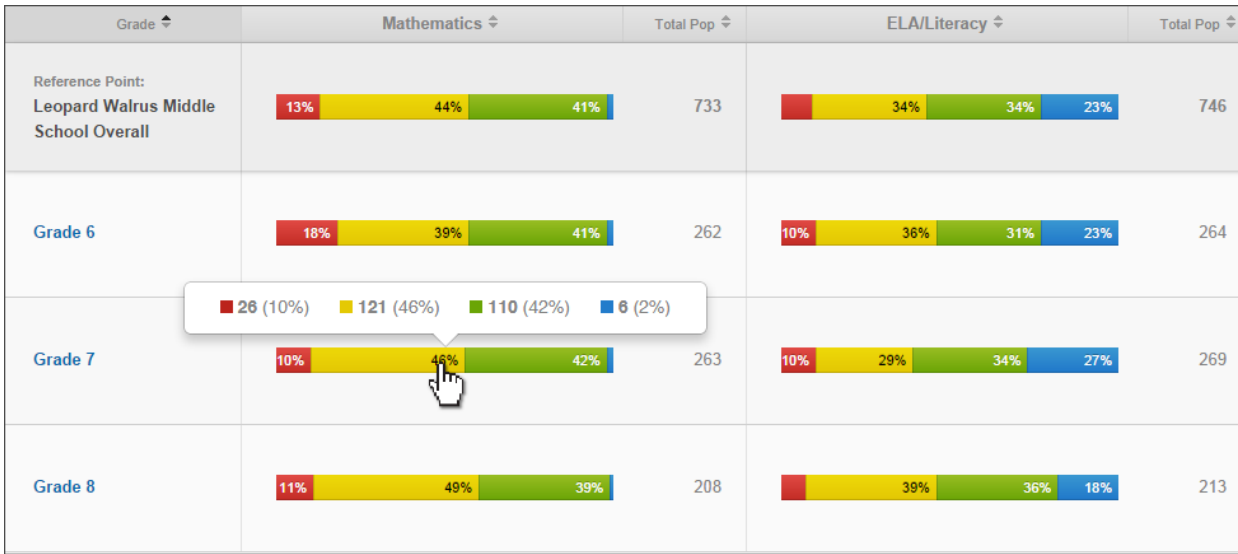 Grade Mathematics Total Pop ELA/Literacy Total Pop
Reference Point:
Leopard Walrus Middle
School Overall
13% 44% 41% 733 34% 34% 23% 746
Grade 6 18% 39% 41% 262 10% 36% 31% 23% 264
26 (10%) 121 (46%) 110 (42%) 6 (2%)
Grade 7 10% 46% 42% 263 10% 29% 34% 27% 269
Grade 8 11% 49% 39% 208 39% 36% 18% 213